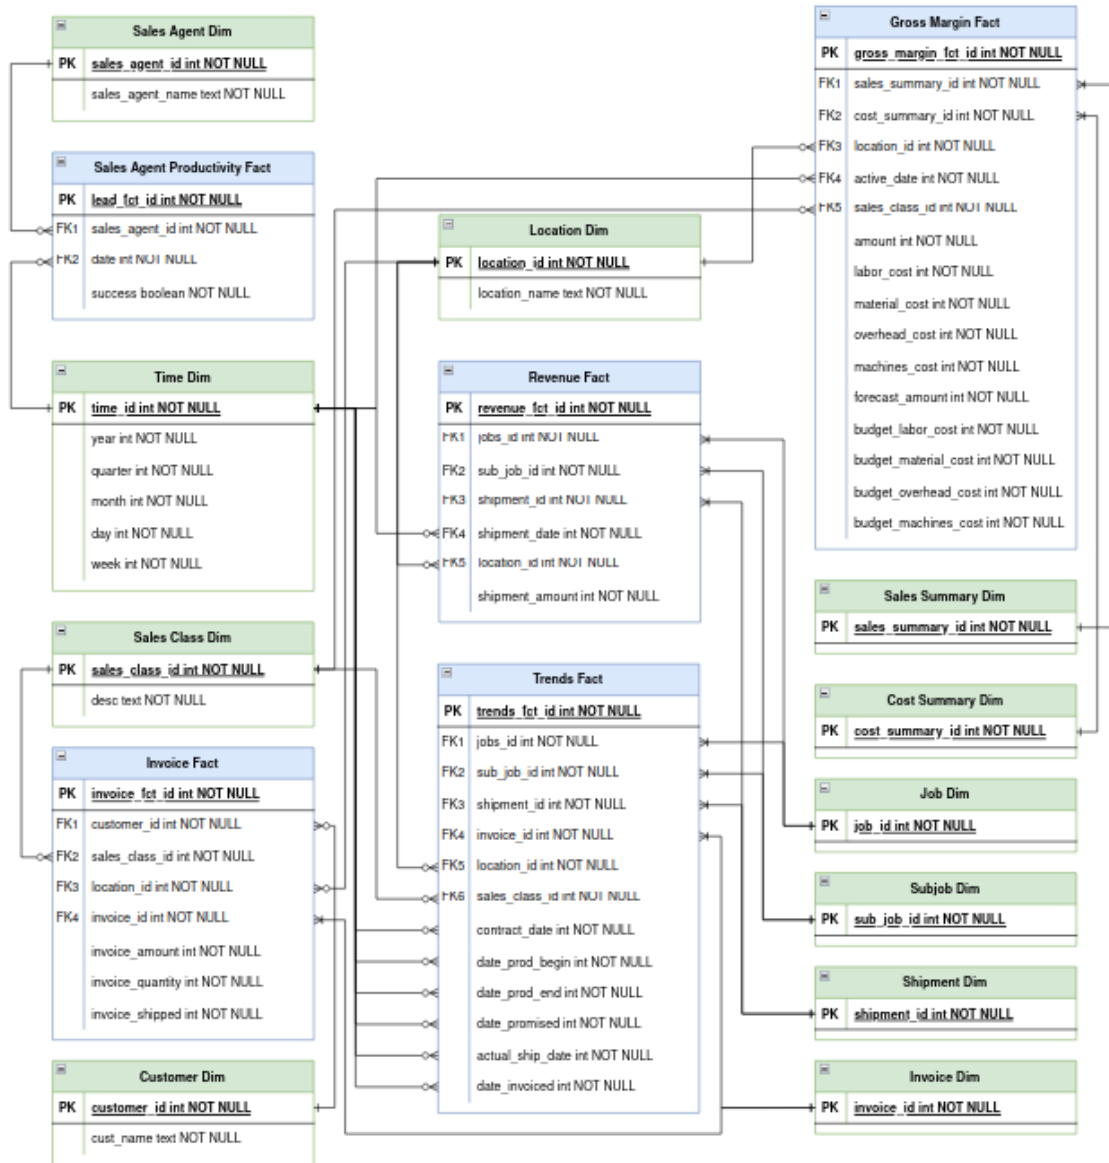 Sales Agent Dim
PK sales_agent_id int NOT NULL
sales_agent_name text NOT NULL
Sales Agent Productivity Fact
PK lead_fct_id int NOT NULL
FK1 sales_agent_id int NOT NULL
FK2 date int NOT NULL
success boolean NOT NULL
Time Dim
PK time_id int NOT NULL
year int NOT NULL
quarter int NOT NULL
month int NOT NULL
day int NOT NULL
week int NOT NULL
Sales Class Dim
PK sales_class_id int NOT NULL
desc text NOT NULL
Invoice Fact
PK invoice_fct_id int NOT NULL
FK1 customer_id int NOT NULL
FK2 sales_class_id int NOT NULL
FK3 location_id int NOT NULL
FK4 invoice_id int NOT NULL
invoice_amount int NOT NULL
invoice_quantity int NOT NULL
invoice_shipped int NOT NULL
Customer Dim
PK customer_id int NOT NULL
cust_name text NOT NULL
Location Dim
PK location_id int NOT NULL
location_name text NOT NULL
Revenue Fact
PK revenue_fct_id int NOT NULL
FK1 jobs_id int NOT NULL
FK2 sub_job_id int NOT NULL
FK3 shipment_id int NOT NULL
FK4 shipment_date int NOT NULL
FK5 location_id int NOT NULL
shipment_amount int NOT NULL
Trends Fact
PK trends_fct_id int NOT NULL
FK1 jobs_id int NOT NULL
FK2 sub_job_id int NOT NULL
FK3 shipment_id int NOT NULL
FK4 invoice_id int NOT NULL
FK5 location_id int NOT NULL
FK6 sales_class_id int NOT NULL
contract_date int NOT NULL
date_prod_begin int NOT NULL
date_prod_end int NOT NULL
date_promised int NOT NULL
actual_ship_date int NOT NULL
date_invoiced int NOT NULL
Gross Margin Fact
PK gross_margin_fct_id int NOT NULL
FK1 sales_summary_id int NOT NULL
FK2 cost_summary_id int NOT NULL
FK3 location_id int NOT NULL
FK4 active_date int NOT NULL
FK5 sales_class_id int NOT NULL
amount int NOT NULL
labor_cost int NOT NULL
material_cost int NOT NULL
overhead_cost int NOT NULL
machines_cost int NOT NULL
forecast_amount int NOT NULL
budget_labor_cost int NOT NULL
budget_material_cost int NOT NULL
budget_overhead_cost int NOT NULL
budget_machines_cost int NOT NULL
Sales Summary Dim
PK sales_summary_id int NOT NULL
Cost Summary Dim
PK cost_summary_id int NOT NULL
Job Dim
PK job_id int NOT NULL
Subjob Dim
PK sub_job_id int NOT NULL
Shipment Dim
PK shipment_id int NOT NULL
Invoice Dim
PK invoice_id int NOT NULL